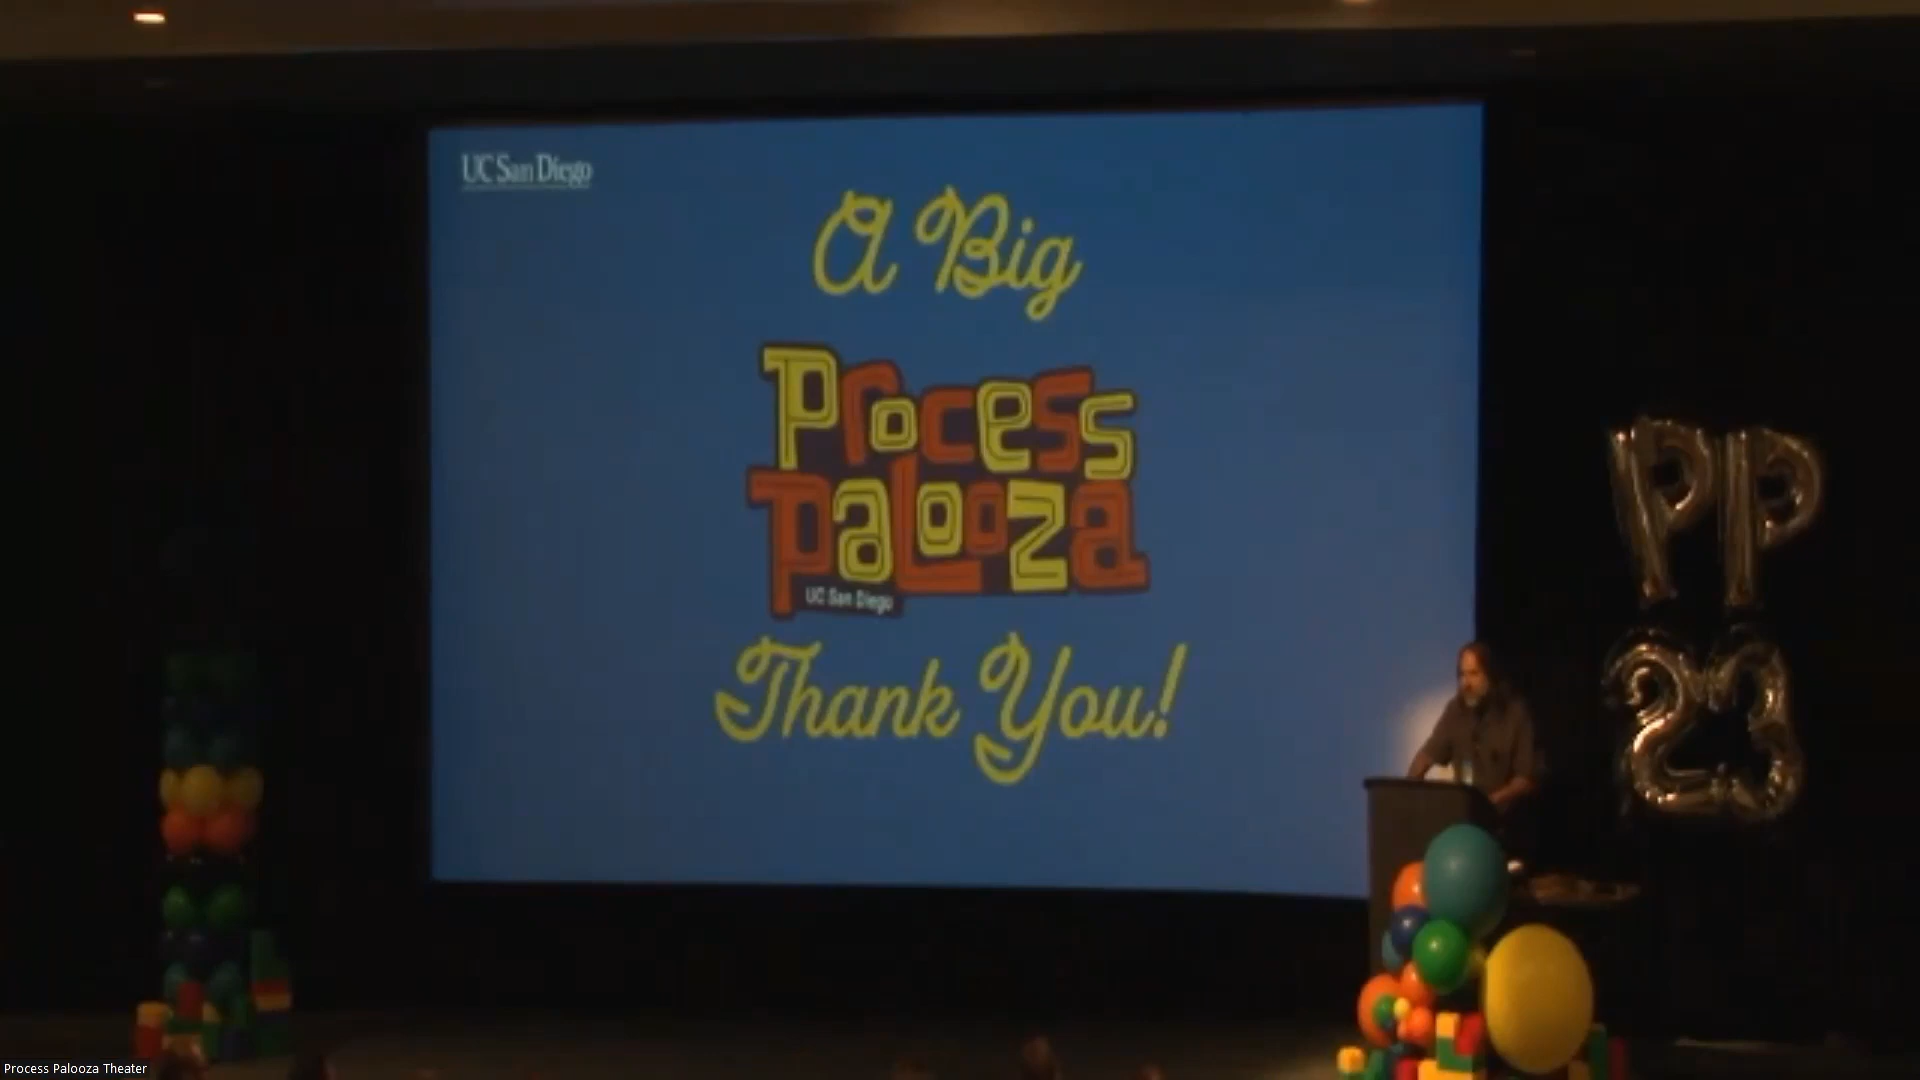 UC San Diego
A Big
Process
Palooza
UC San Diego
Thank You!
PP
23
Process Palooza Theater